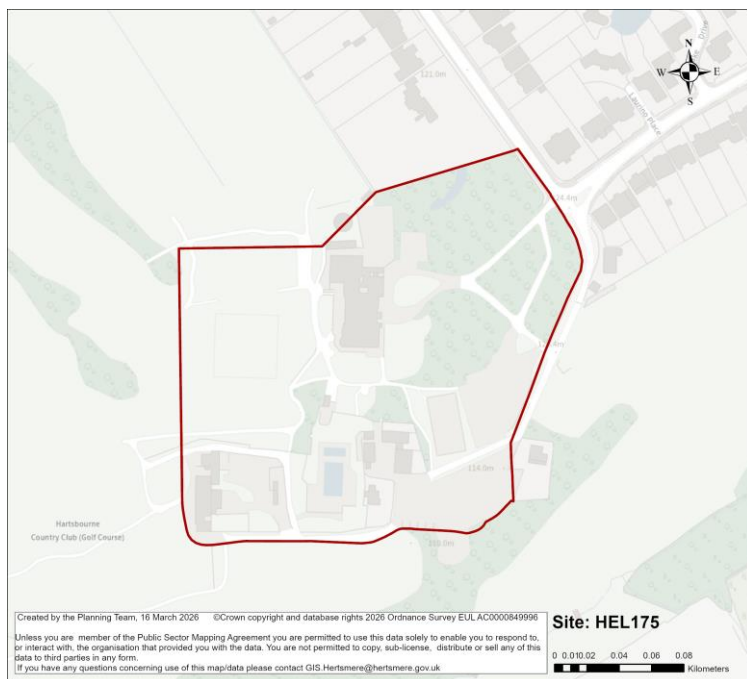 121.0m
Drive
N
W E
S
Laurine Place
Hartsbourne
Country Club (Golf Course)
114.0m
Created by the Planning Team, 16 March 2026 ©Crown copyright and database rights 2026 Ordnance Survey EUL AC0000849996
Unless you are member of the Public Sector Mapping Agreement you are permitted to use this data solely to enable you to respond to,
or interact with, the organisation that provided you with the data. You are not permitted to copy, sub-license, distribute or sell any of this
data to third parties in any form.
If you have any questions concerning use of this map/data please contact GIS.Hertsmere@hertsmere.gov.uk
Site: HEL175
0 0.010.02 0.04 0.06 0.08
Kilometers